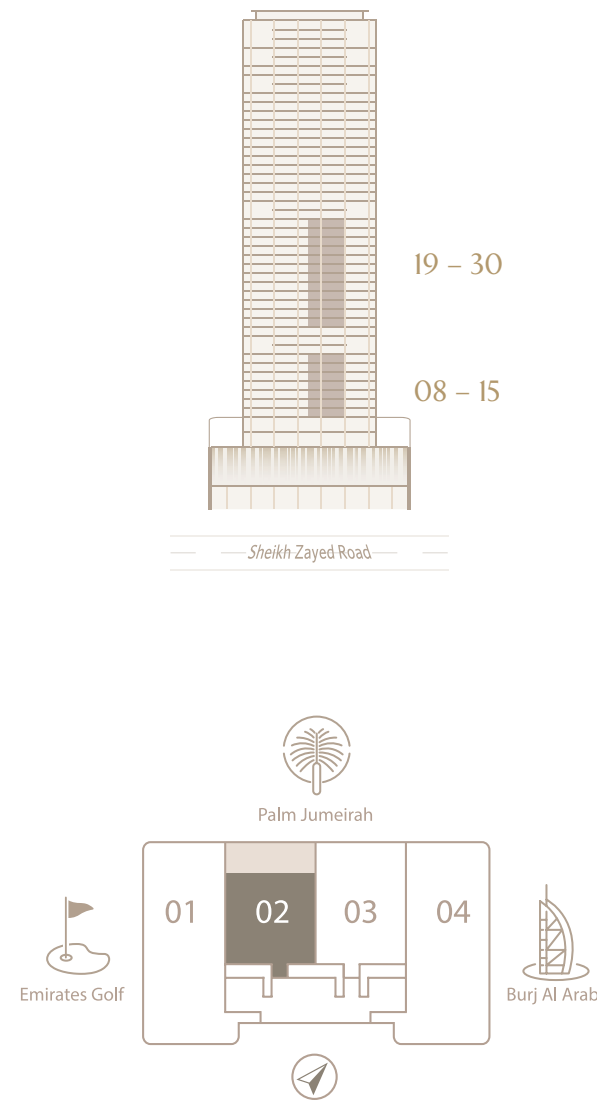 19 – 30
08 – 15
Sheikh Zayed Road
Palm Jumeirah
01
02
03
04
Emirates Golf
Burj Al Arab